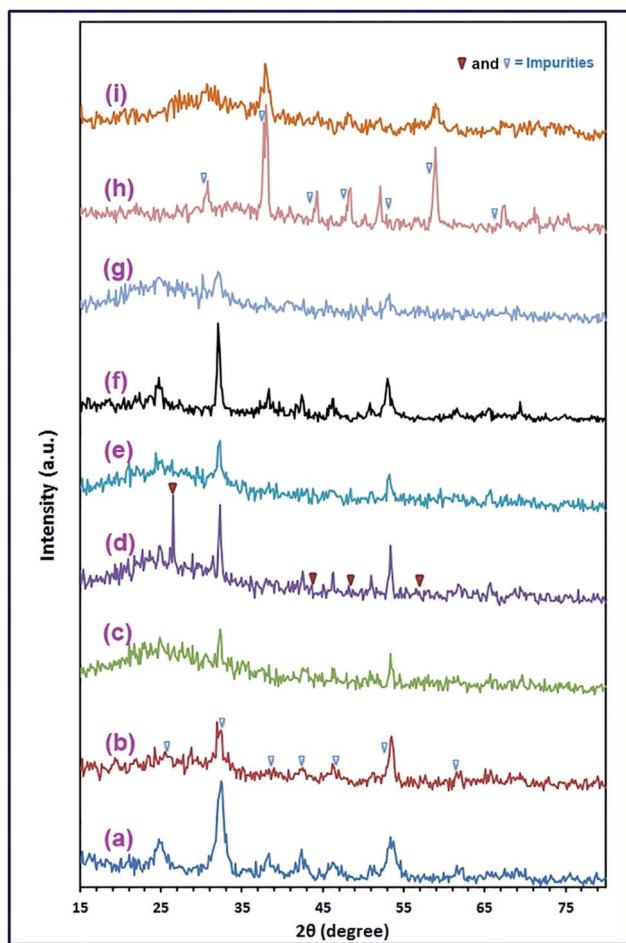 ▼ and ▽ = Impurities
(i)
(h)
(g)
(f)
(e)
(d)
(c)
(b)
(a)
Intensity (a.u.)
15 25 35 45 55 65 75
2θ (degree)